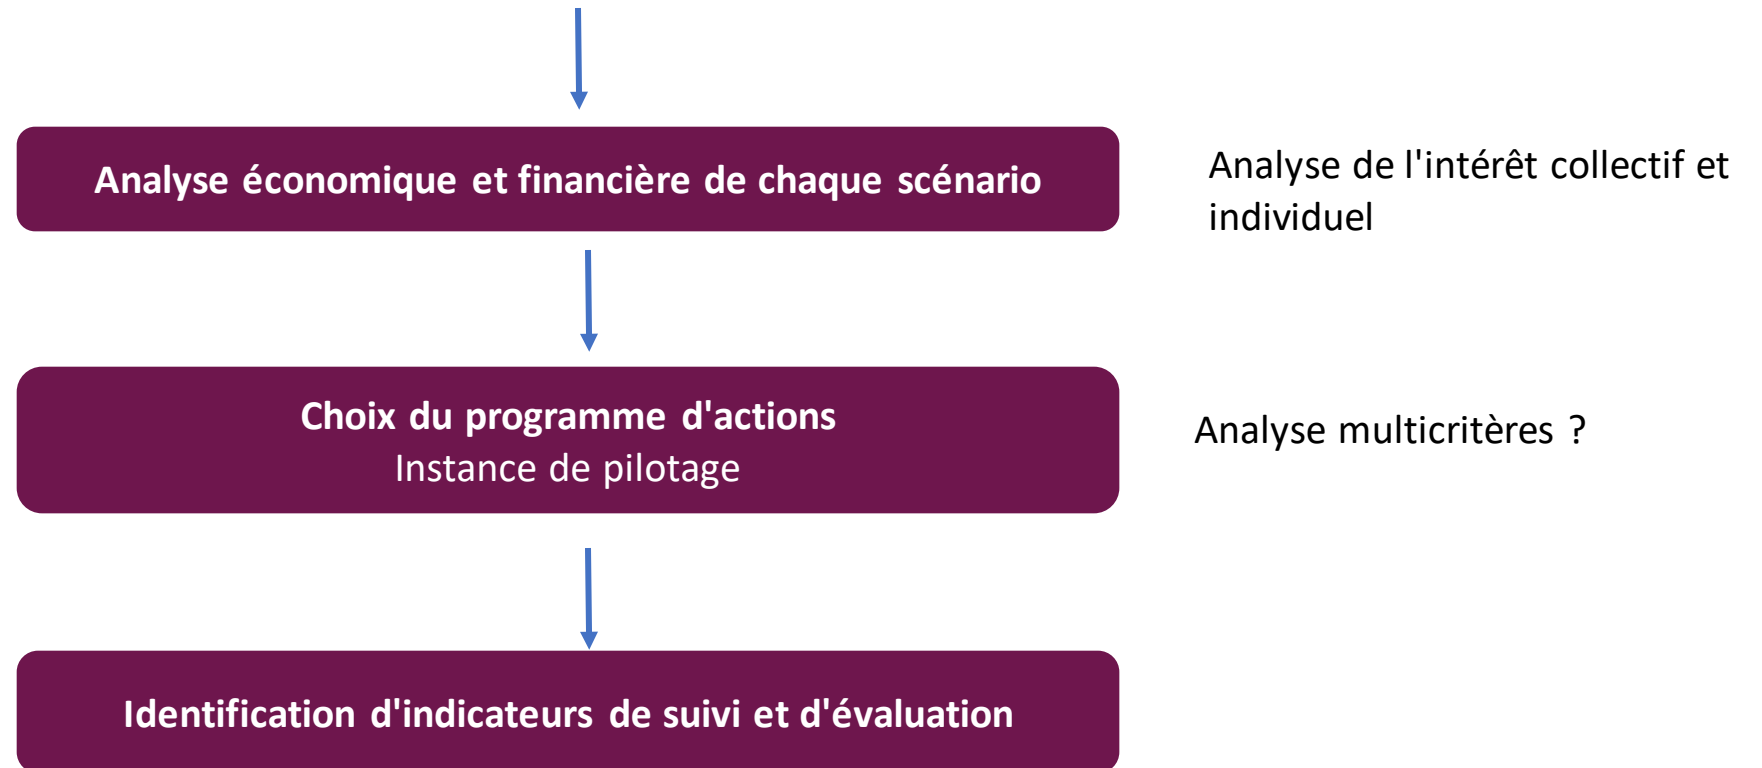 Analyse économique et financière de chaque scénario
Analyse de l'intérêt collectif et
individuel
Choix du programme d'actions
Instance de pilotage
Analyse multicritères ?
Identification d'indicateurs de suivi et d'évaluation